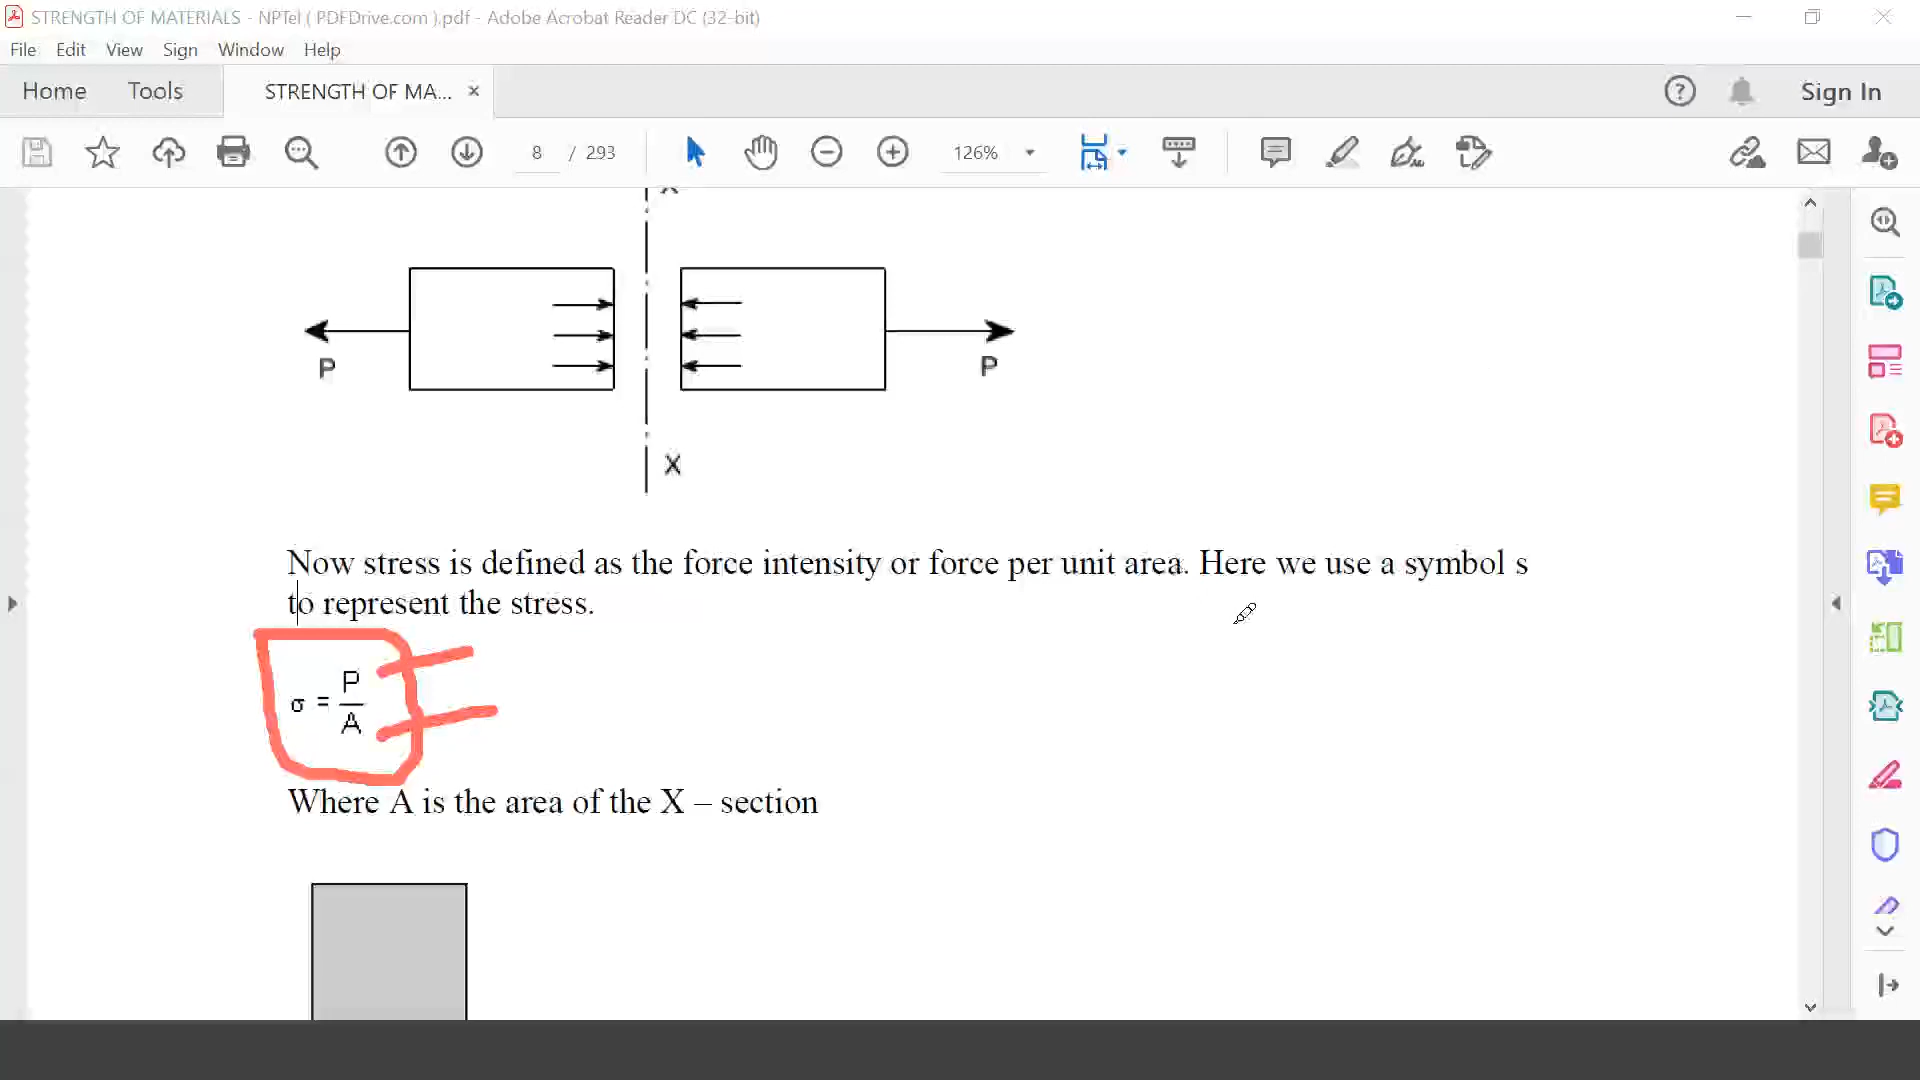 STRENGTH OF MATERIALS - NPTel ( PDFDrive.com ).pdf - Adobe Acrobat Reader DC (32-bit)
File Edit View Sign Window Help
Home Tools STRENGTH OF MA... × Sign In
8 / 293 126%
P P
X
Now stress is defined as the force intensity or force per unit area. Here we use a symbol s
to represent the stress.
σ = P
A
Where A is the area of the X – section